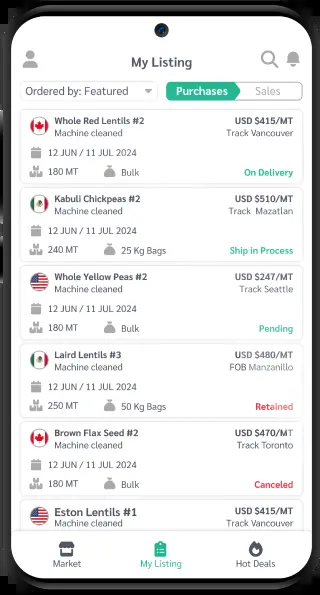 My Listing
Ordered by: Featured
Purchases
Sales
Whole Red Lentils #2 USD $415/MT
Machine cleaned Track Vancouver
12 JUN / 11 JUL 2024
180 MT Bulk On Delivery
Kabuli Chickpeas #2 USD $510/MT
Machine cleaned Track Mazatlan
12 JUN / 11 JUL 2024
240 MT 25 Kg Bags Ship in Process
Whole Yellow Peas #2 USD $247/MT
Machine cleaned Track Seattle
12 JUN / 11 JUL 2024
180 MT Bulk Pending
Laird Lentils #3 USD $480/MT
Machine cleaned FOB Manzanillo
12 JUN / 11 JUL 2024
250 MT 50 Kg Bags Retained
Brown Flax Seed #2 USD $470/MT
Machine cleaned Track Toronto
12 JUN / 11 JUL 2024
180 MT Bulk Canceled
Eston Lentils #1 USD $415/MT
Machine cleaned Track Vancouver
Market My Listing Hot Deals